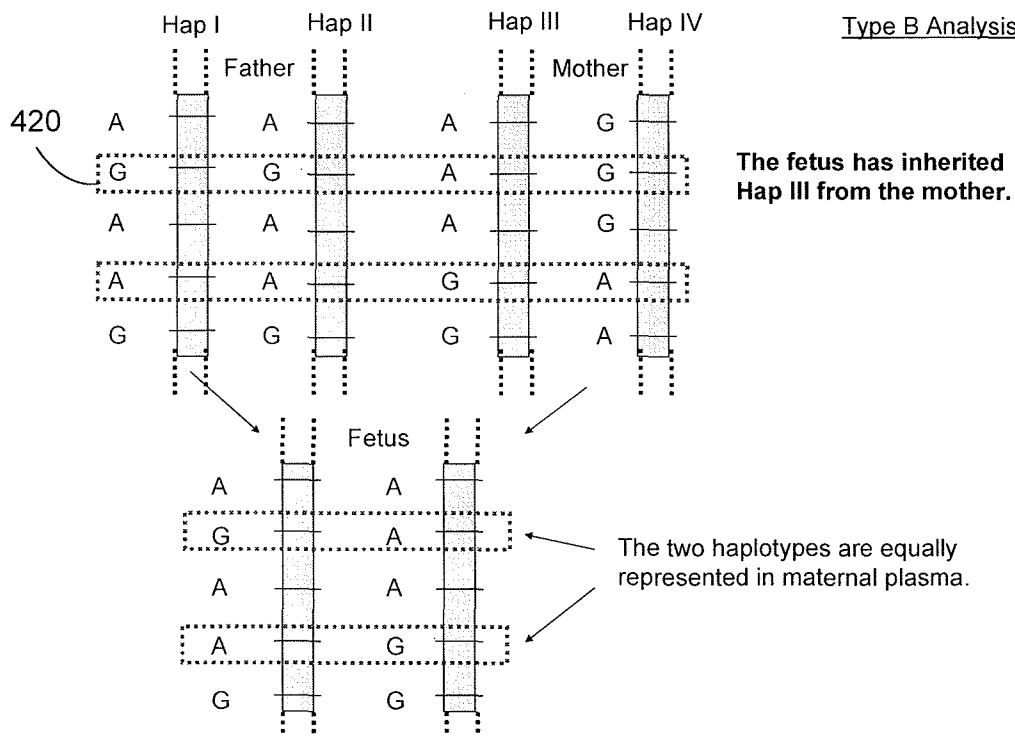 Hap I Hap II Hap III Hap IV
Type B Analysis
Father Mother
420
A A A G
G G A G
A A A G
A A G A
G G G A
The fetus has inherited
Hap III from the mother.
Fetus
A A
G A
A A
A G
G G
The two haplotypes are equally
represented in maternal plasma.